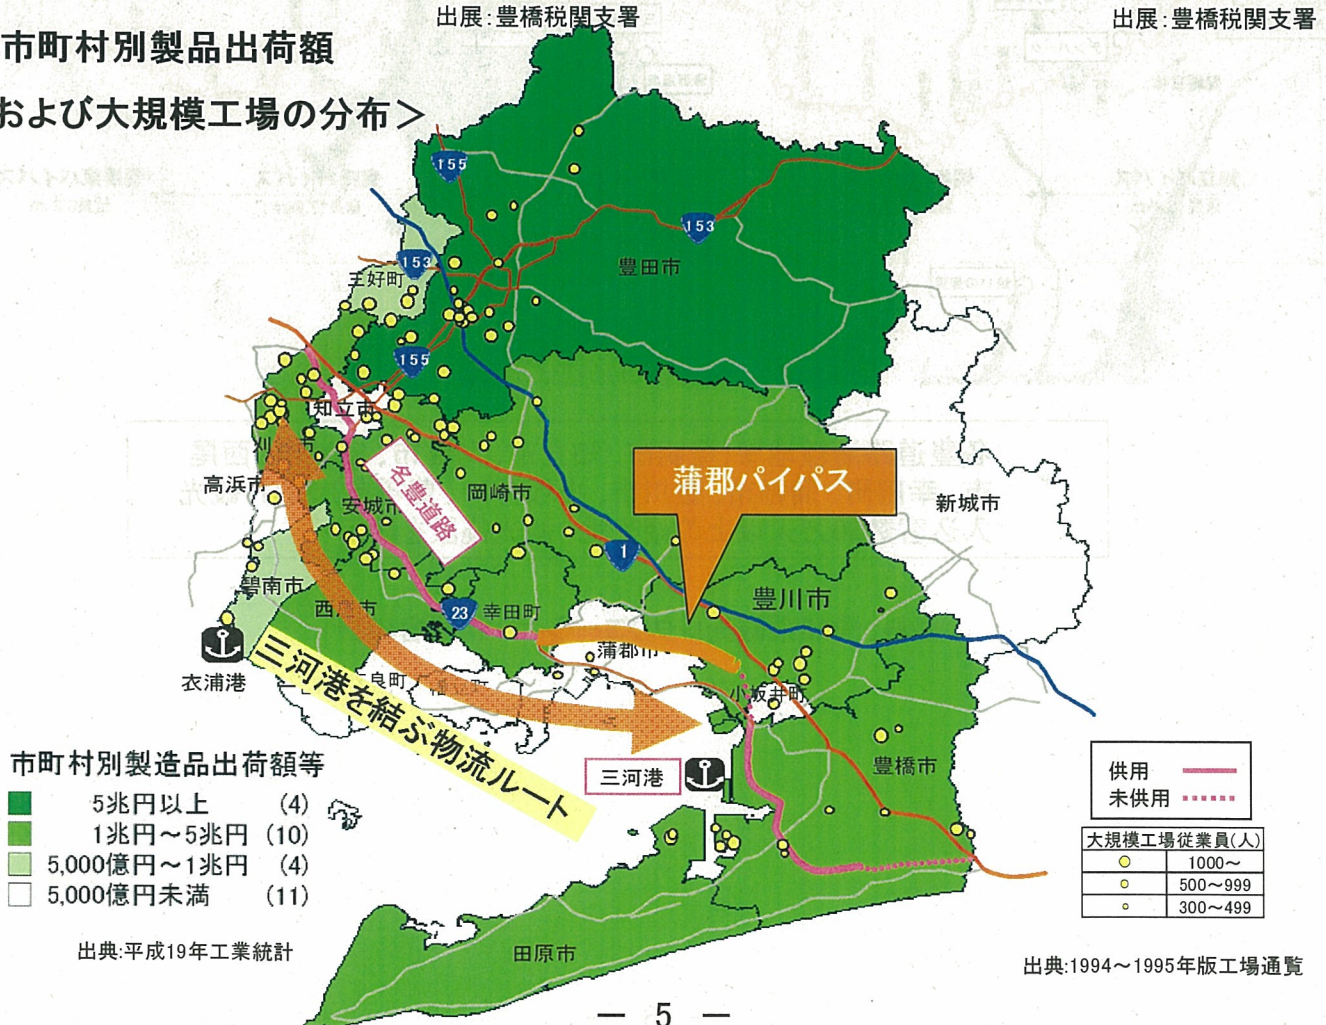 出展：豊橋税関支署
出展：豊橋税関支署
市町村別製品出荷額
および大規模工場の分布＞
155
153
153
三好町
豊田市
155
知立市
高浜市
安城市
名豊道路
岡崎市
蒲郡バイパス
新城市
1
碧南市
西尾市
23
幸田町
豊川市
衣浦港
蒲郡市
良町
小坂井町
三河港を結ぶ物流ルート
三河港
豊橋市
田原市
市町村別製造品出荷額等
5兆円以上 (4)
1兆円～5兆円 (10)
5,000億円～1兆円 (4)
5,000億円未満 (11)
出典:平成19年工業統計
供用
未供用
大規模工場従業員(人)
1000～
500～999
300～499
出典:1994～1995年版工場通覧
－ 5 －